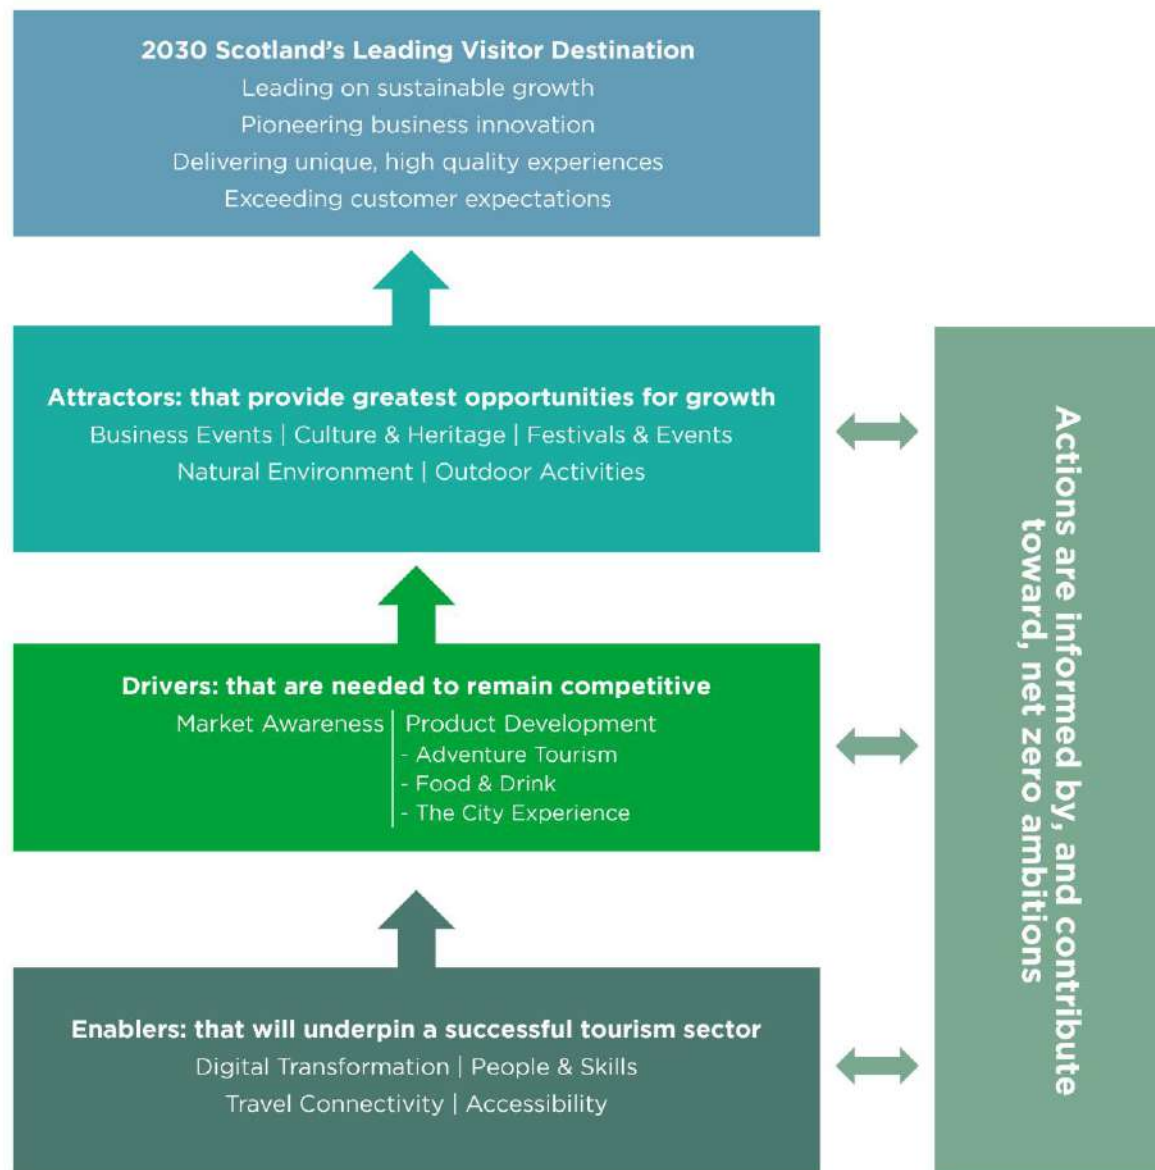 2030 Scotland's Leading Visitor Destination
Leading on sustainable growth
Pioneering business innovation
Delivering unique, high quality experiences
Exceeding customer expectations
Attractors: that provide greatest opportunities for growth
Business Events | Culture & Heritage | Festivals & Events
Natural Environment | Outdoor Activities
Drivers: that are needed to remain competitive
Market Awareness | Product Development
- Adventure Tourism
- Food & Drink
- The City Experience
Enablers: that will underpin a successful tourism sector
Digital Transformation | People & Skills
Travel Connectivity | Accessibility
Actions are informed by, and contribute
toward, net zero ambitions